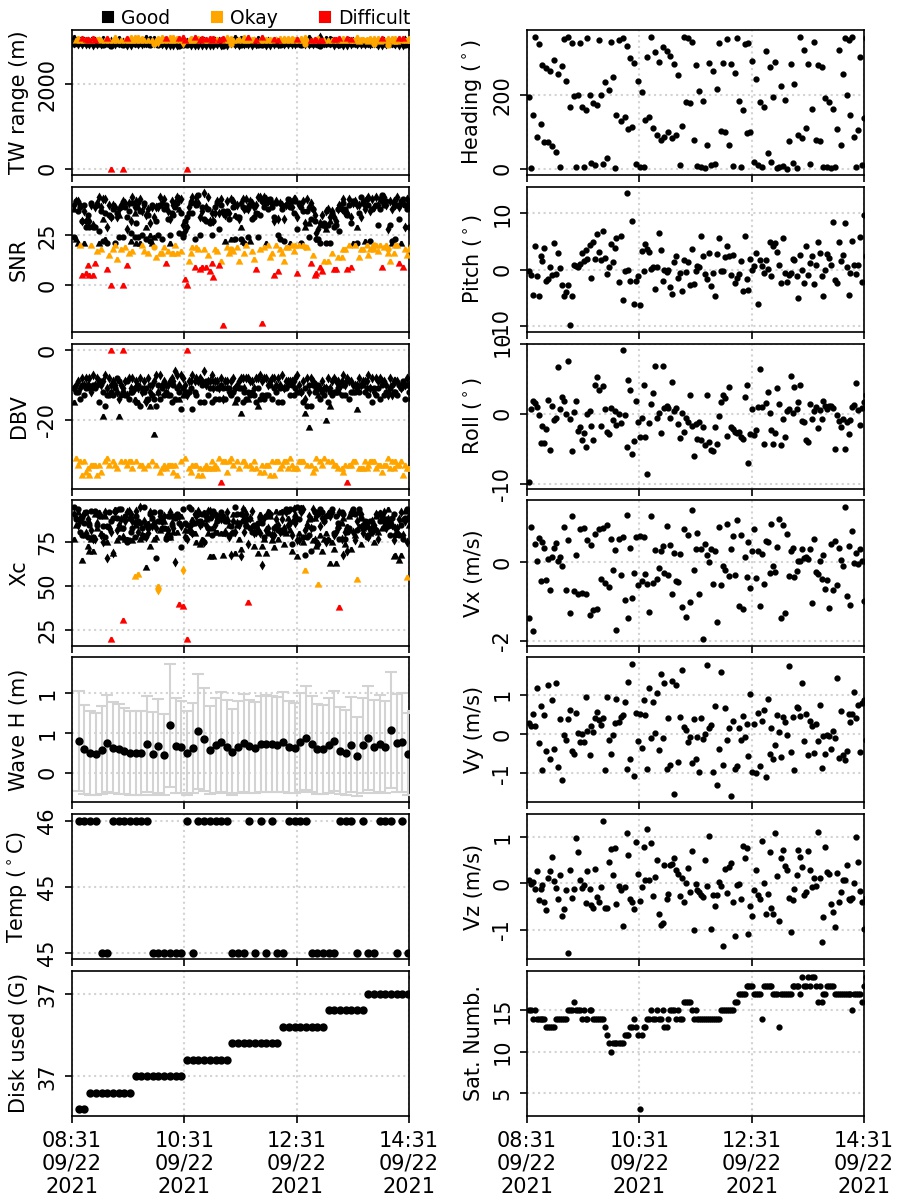 Good Okay Difficult
TW range (m)
2000
0
Heading (°)
200
0
SNR
25
0
Pitch (°)
10
0
-10
DBV
0
-20
Roll (°)
10
0
-10
Xc
75
50
25
Vx (m/s)
0
-2
Wave H (m)
1
1
0
Vy (m/s)
1
0
-1
Temp (°C)
46
45
45
Vz (m/s)
1
0
-1
Disk used (G)
37
37
Sat. Numb.
15
10
5
08:31 10:31 12:31 14:31 08:31 10:31 12:31 14:31
09/22 09/22 09/22 09/22 09/22 09/22 09/22 09/22
2021 2021 2021 2021 2021 2021 2021 2021